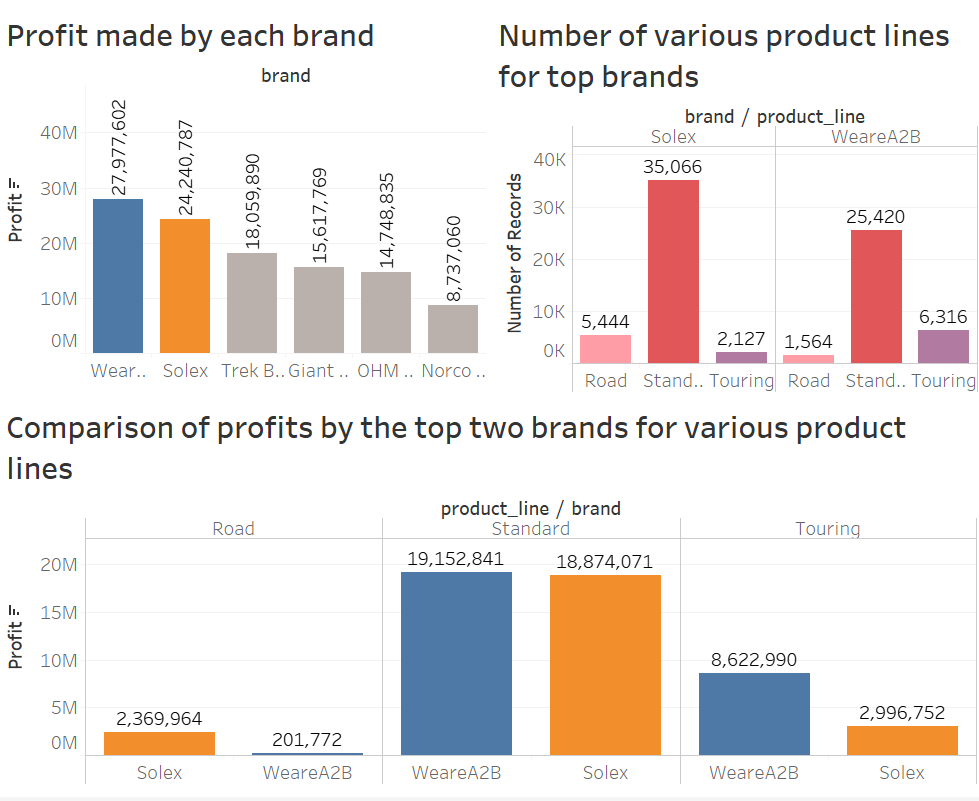 Profit made by each brand
brand
Profit
40M
30M
20M
10M
0M
27,977,602
24,240,787
18,059,890
15,617,769
14,748,835
8,737,060
Wear..
Solex
Trek B..
Giant ..
OHM ..
Norco ..
Number of various product lines
for top brands
brand / product_line
Solex
WeareA2B
Number of Records
40K
30K
20K
10K
0K
5,444
35,066
2,127
1,564
25,420
6,316
Road
Stand..
Touring
Road
Stand..
Touring
Comparison of profits by the top two brands for various product
lines
product_line / brand
Road
Standard
Touring
Profit
20M
15M
10M
5M
0M
2,369,964
201,772
19,152,841
18,874,071
8,622,990
2,996,752
Solex
WeareA2B
WeareA2B
Solex
WeareA2B
Solex